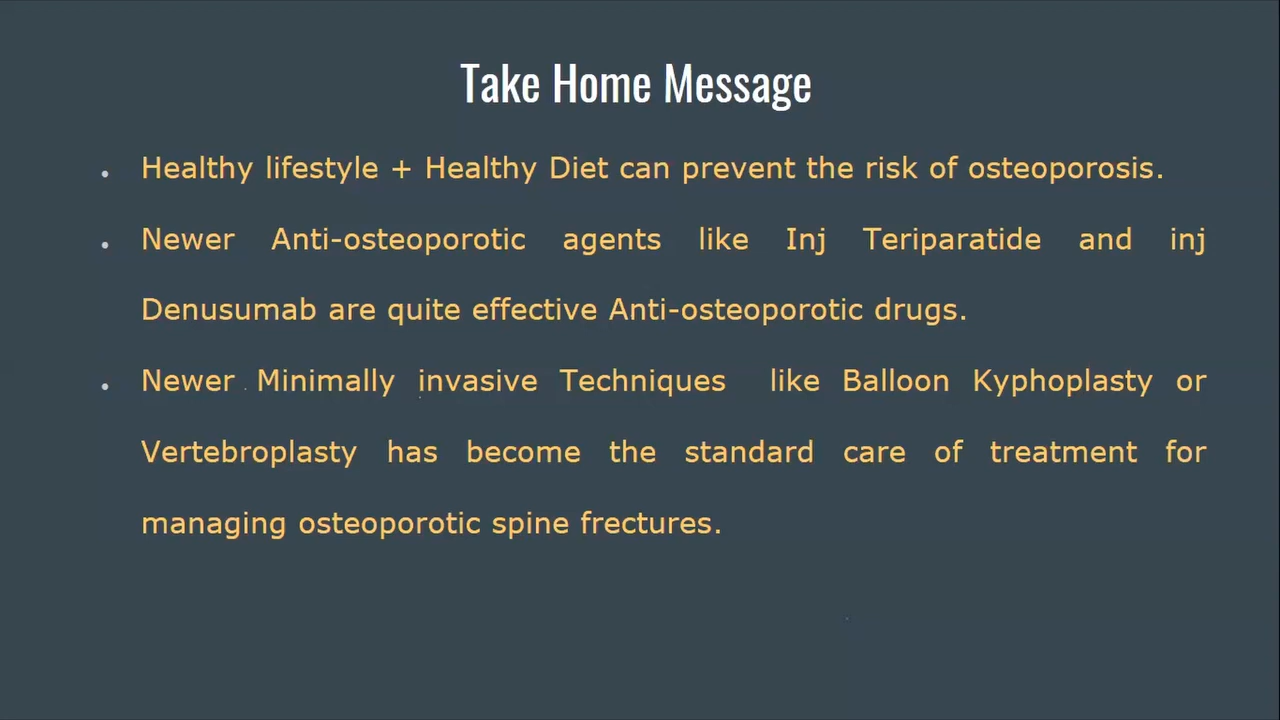 Take Home Message
• Healthy lifestyle + Healthy Diet can prevent the risk of osteoporosis.
• Newer Anti-osteoporotic agents like Inj Teriparatide and inj
Denusumab are quite effective Anti-osteoporotic drugs.
• Newer Minimally invasive Techniques like Balloon Kyphoplasty or
Vertebroplasty has become the standard care of treatment for
managing osteoporotic spine frectures.